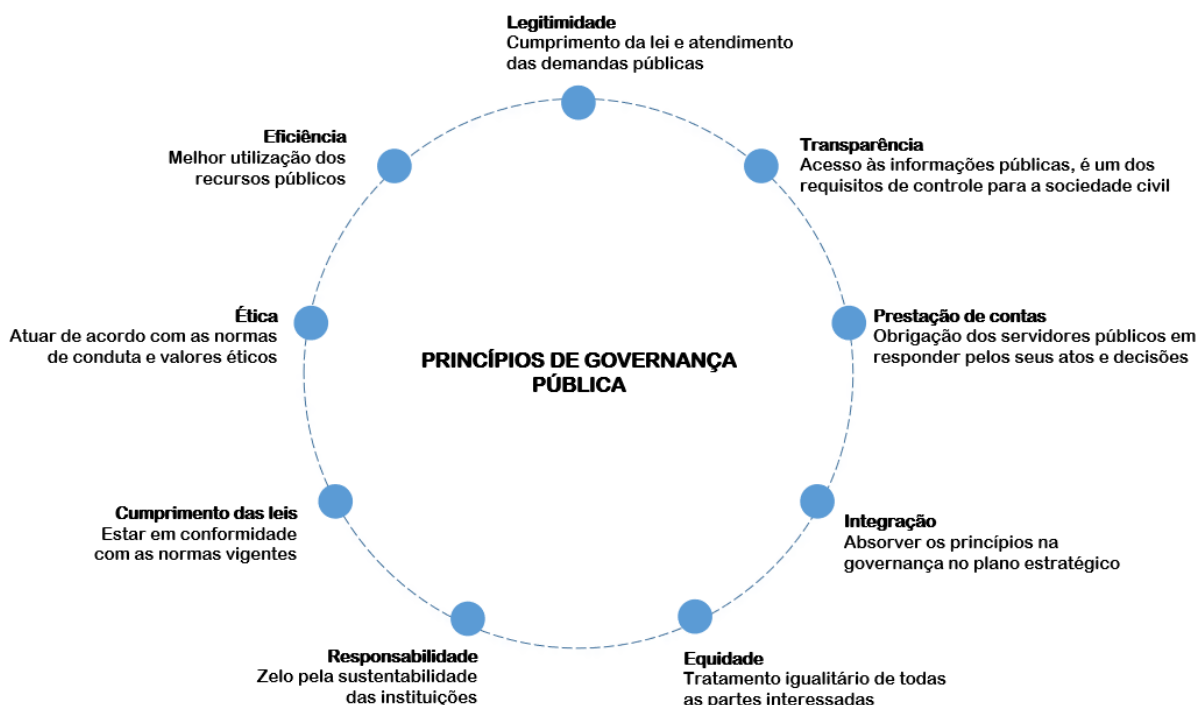 Legitimidade
Cumprimento da lei e atendimento
das demandas públicas
Transparência
Acesso às informações públicas, é um dos
requisitos de controle para a sociedade civil
Prestação de contas
Obrigação dos servidores públicos em
responder pelos seus atos e decisões
Integração
Absorver os princípios na
governança no plano estratégico
Equidade
Tratamento igualitário de todas
as partes interessadas
Responsabilidade
Zelo pela sustentabilidade
das instituições
Cumprimento das leis
Estar em conformidade
com as normas vigentes
Ética
Atuar de acordo com as normas
de conduta e valores éticos
Eficiência
Melhor utilização dos
recursos públicos
PRINCÍPIOS DE GOVERNANÇA
PÚBLICA